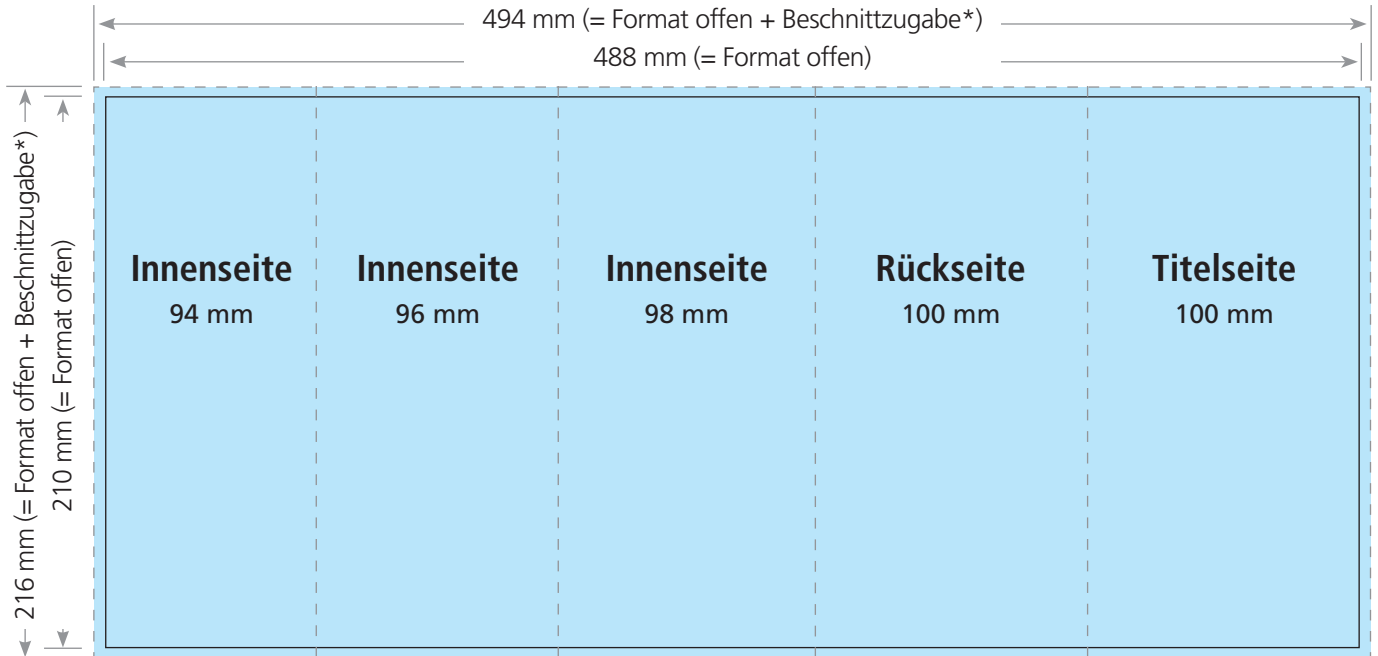 494 mm (= Format offen + Beschnittzugabe*)
488 mm (= Format offen)
216 mm (= Format offen + Beschnittzugabe*)
210 mm (= Format offen)
Innenseite
94 mm
Innenseite
96 mm
Innenseite
98 mm
Rückseite
100 mm
Titelseite
100 mm